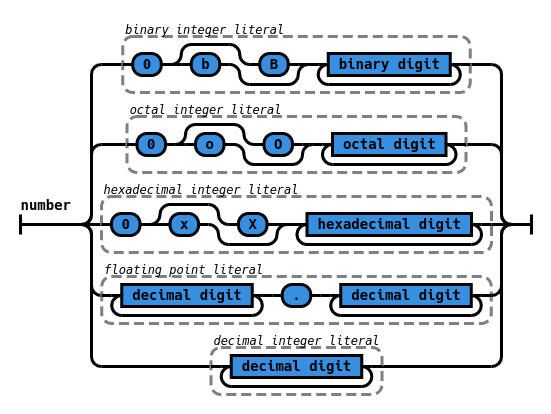 binary integer literal
0 b B binary digit
octal integer literal
0 o O octal digit
hexadecimal integer literal
number
0 x X hexadecimal digit
floating point literal
decimal digit . decimal digit
decimal integer literal
decimal digit